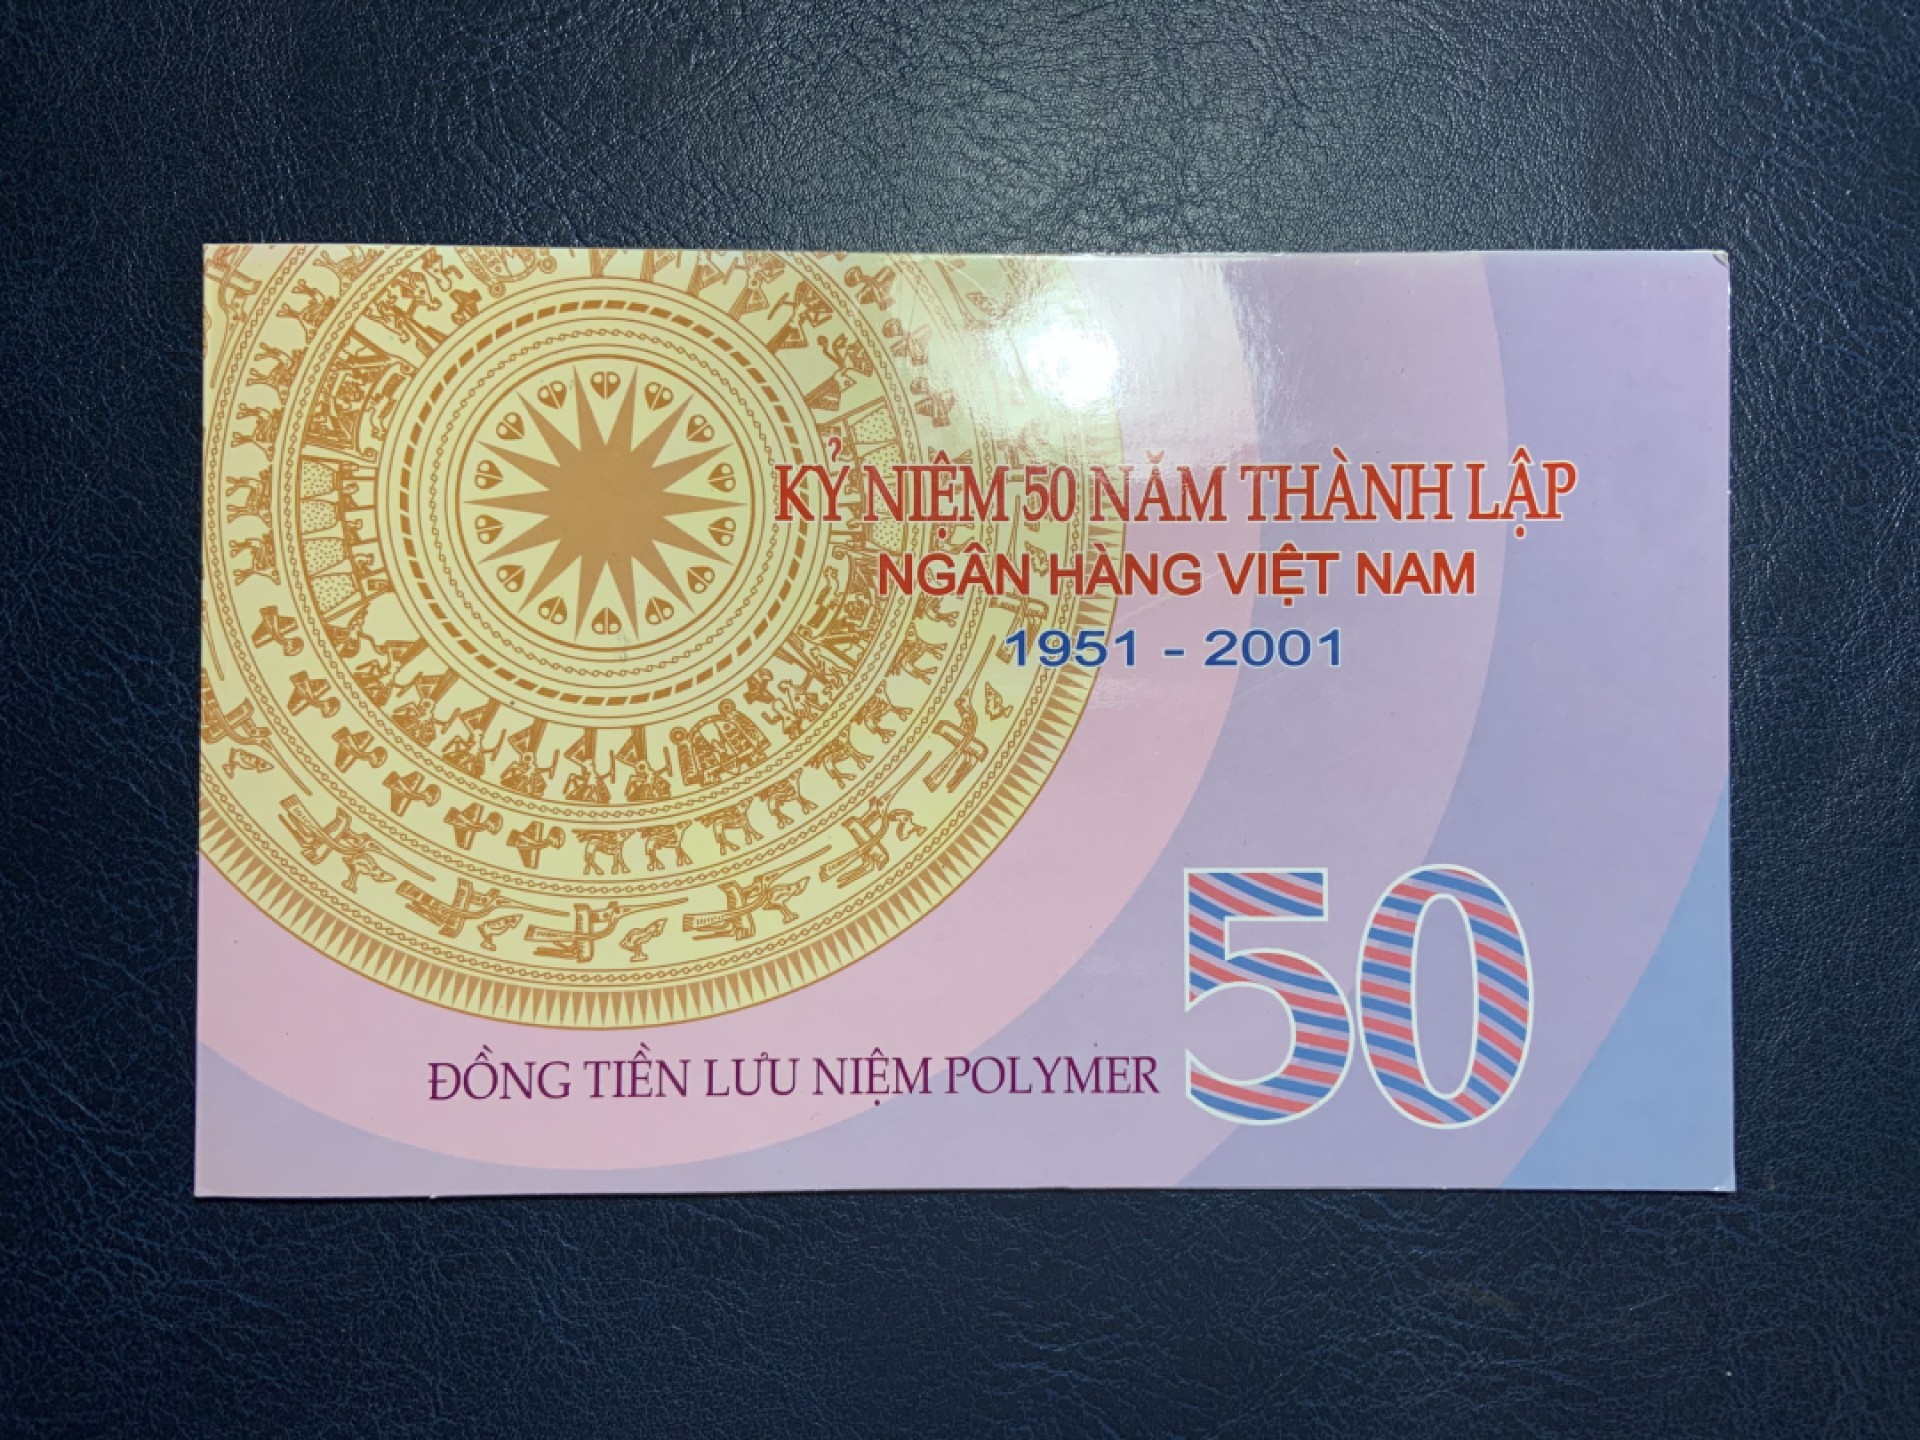 KỶ NIỆM 50 NĂM THÀNH LẬP
NGÂN HÀNG VIỆT NAM
1951 - 2001
ĐỒNG TIỀN LƯU NIỆM POLYMER 50